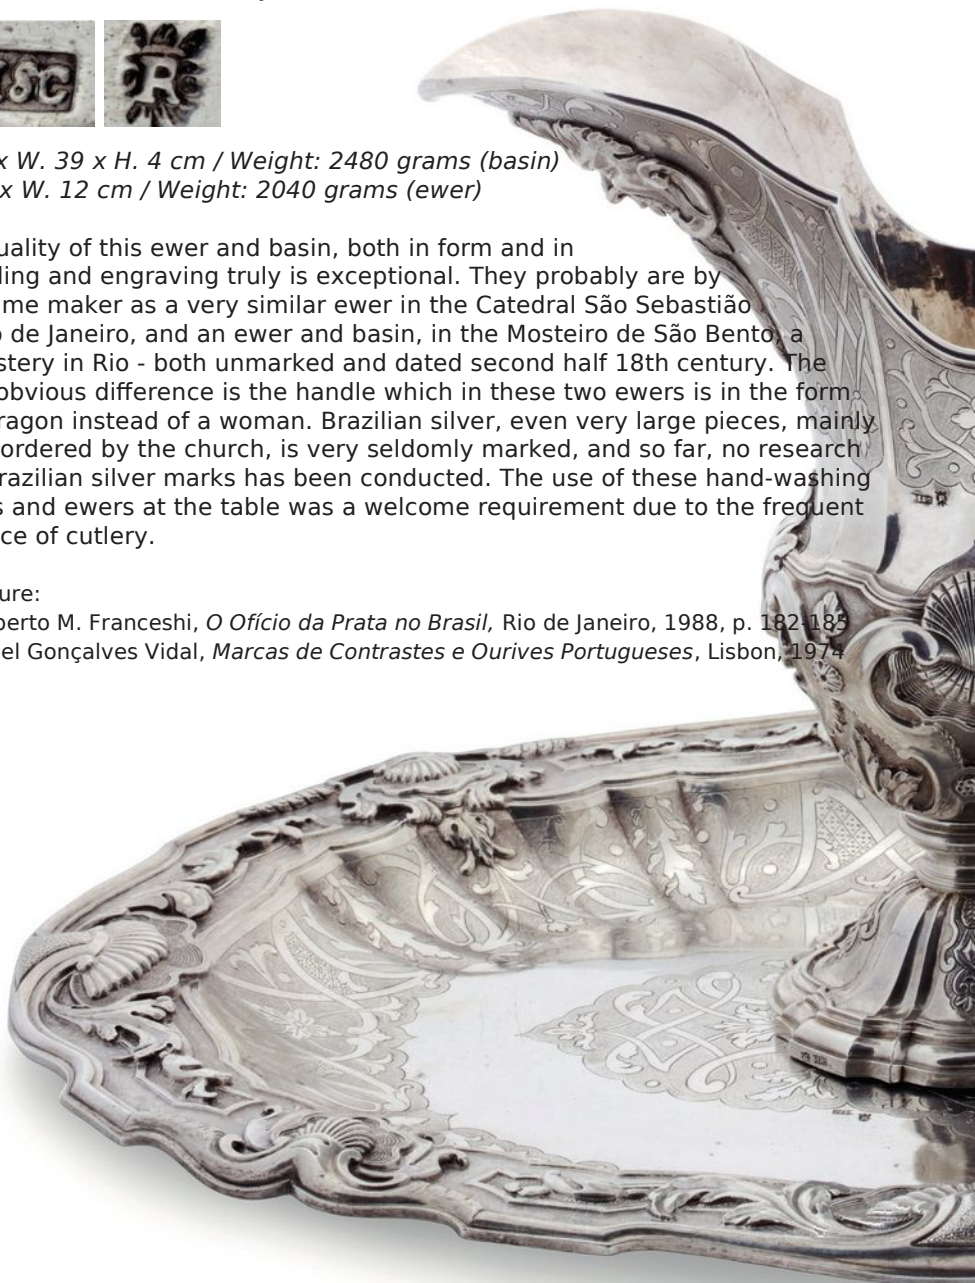 &C
R
x W. 39 x H. 4 cm / Weight: 2480 grams (basin)
x W. 12 cm / Weight: 2040 grams (ewer)
uality of this ewer and basin, both in form and in
ling and engraving truly is exceptional. They probably are by
me maker as a very similar ewer in the Catedral São Sebastião
o de Janeiro, and an ewer and basin, in the Mosteiro de São Bento, a
stery in Rio - both unmarked and dated second half 18th century. The
obvious difference is the handle which in these two ewers is in the form
ragon instead of a woman. Brazilian silver, even very large pieces, mainly
ordered by the church, is very seldomly marked, and so far, no research
razilian silver marks has been conducted. The use of these hand-washing
s and ewers at the table was a welcome requirement due to the frequent
ce of cutlery.
ure:
berto M. Franceshi, O Ofício da Prata no Brasil, Rio de Janeiro, 1988, p. 182-185
el Gonçalves Vidal, Marcas de Contrastes e Ourives Portugueses, Lisbon, 1974